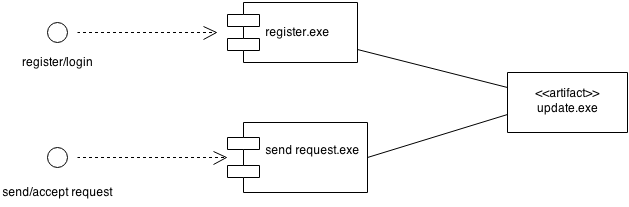 register.exe
register/login
<<artifact>>
update.exe
send request.exe
send/accept request